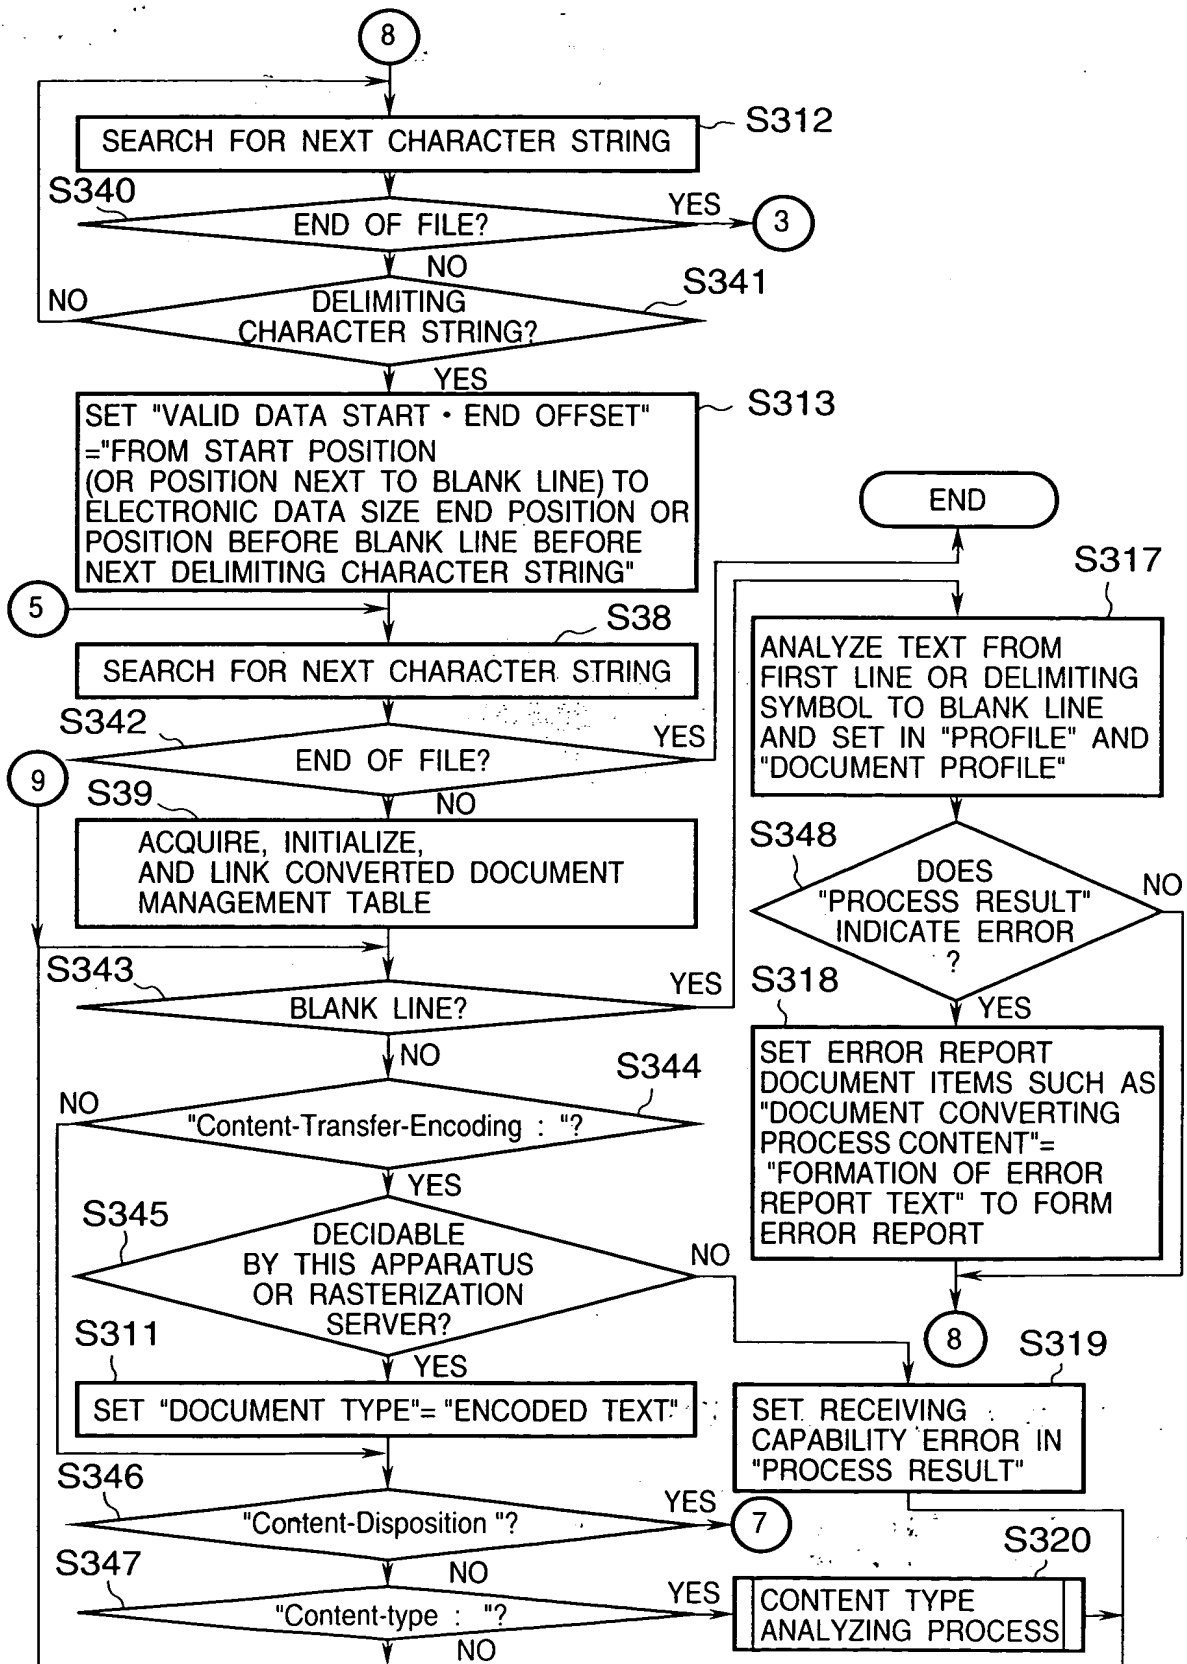 8
SEARCH FOR NEXT CHARACTER STRING
S312
S340
END OF FILE?
YES
3
NO
S341
NO
DELIMITING
CHARACTER STRING?
YES
SET "VALID DATA START・END OFFSET"
="FROM START POSITION
(OR POSITION NEXT TO BLANK LINE) TO
ELECTRONIC DATA SIZE END POSITION OR
POSITION BEFORE BLANK LINE BEFORE
NEXT DELIMITING CHARACTER STRING"
S313
5
S38
SEARCH FOR NEXT CHARACTER STRING
S342
END OF FILE?
YES
NO
9
S39
ACQUIRE, INITIALIZE,
AND LINK CONVERTED DOCUMENT
MANAGEMENT TABLE
S343
BLANK LINE?
YES
NO
S344
NO
"Content-Transfer-Encoding : "?
YES
S345
DECIDABLE
BY THIS APPARATUS
OR RASTERIZATION
SERVER?
NO
S311
YES
SET "DOCUMENT TYPE"= "ENCODED TEXT"
S346
"Content-Disposition "?
YES
7
NO
S347
"Content-type : "?
YES
NO
END
S317
ANALYZE TEXT FROM
FIRST LINE OR DELIMITING
SYMBOL TO BLANK LINE
AND SET IN "PROFILE" AND
"DOCUMENT PROFILE"
S348
DOES
"PROCESS RESULT"
INDICATE ERROR
?
NO
S318
YES
SET ERROR REPORT
DOCUMENT ITEMS SUCH AS
"DOCUMENT CONVERTING
PROCESS CONTENT"=
"FORMATION OF ERROR
REPORT TEXT" TO FORM
ERROR REPORT
8
S319
SET RECEIVING
CAPABILITY ERROR IN
"PROCESS RESULT"
S320
CONTENT TYPE
ANALYZING PROCESS